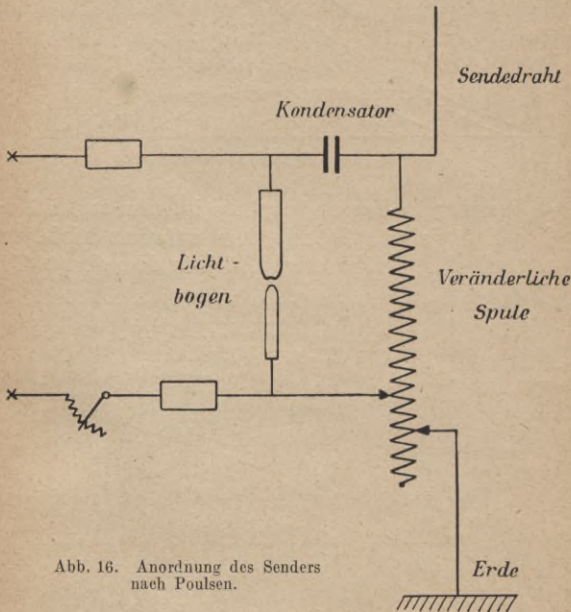 Sendedraht
Kondensator
Licht-
bogen
Veränderliche
Spule
Abb. 16. Anordnung des Senders
nach Poulsen.
Erde